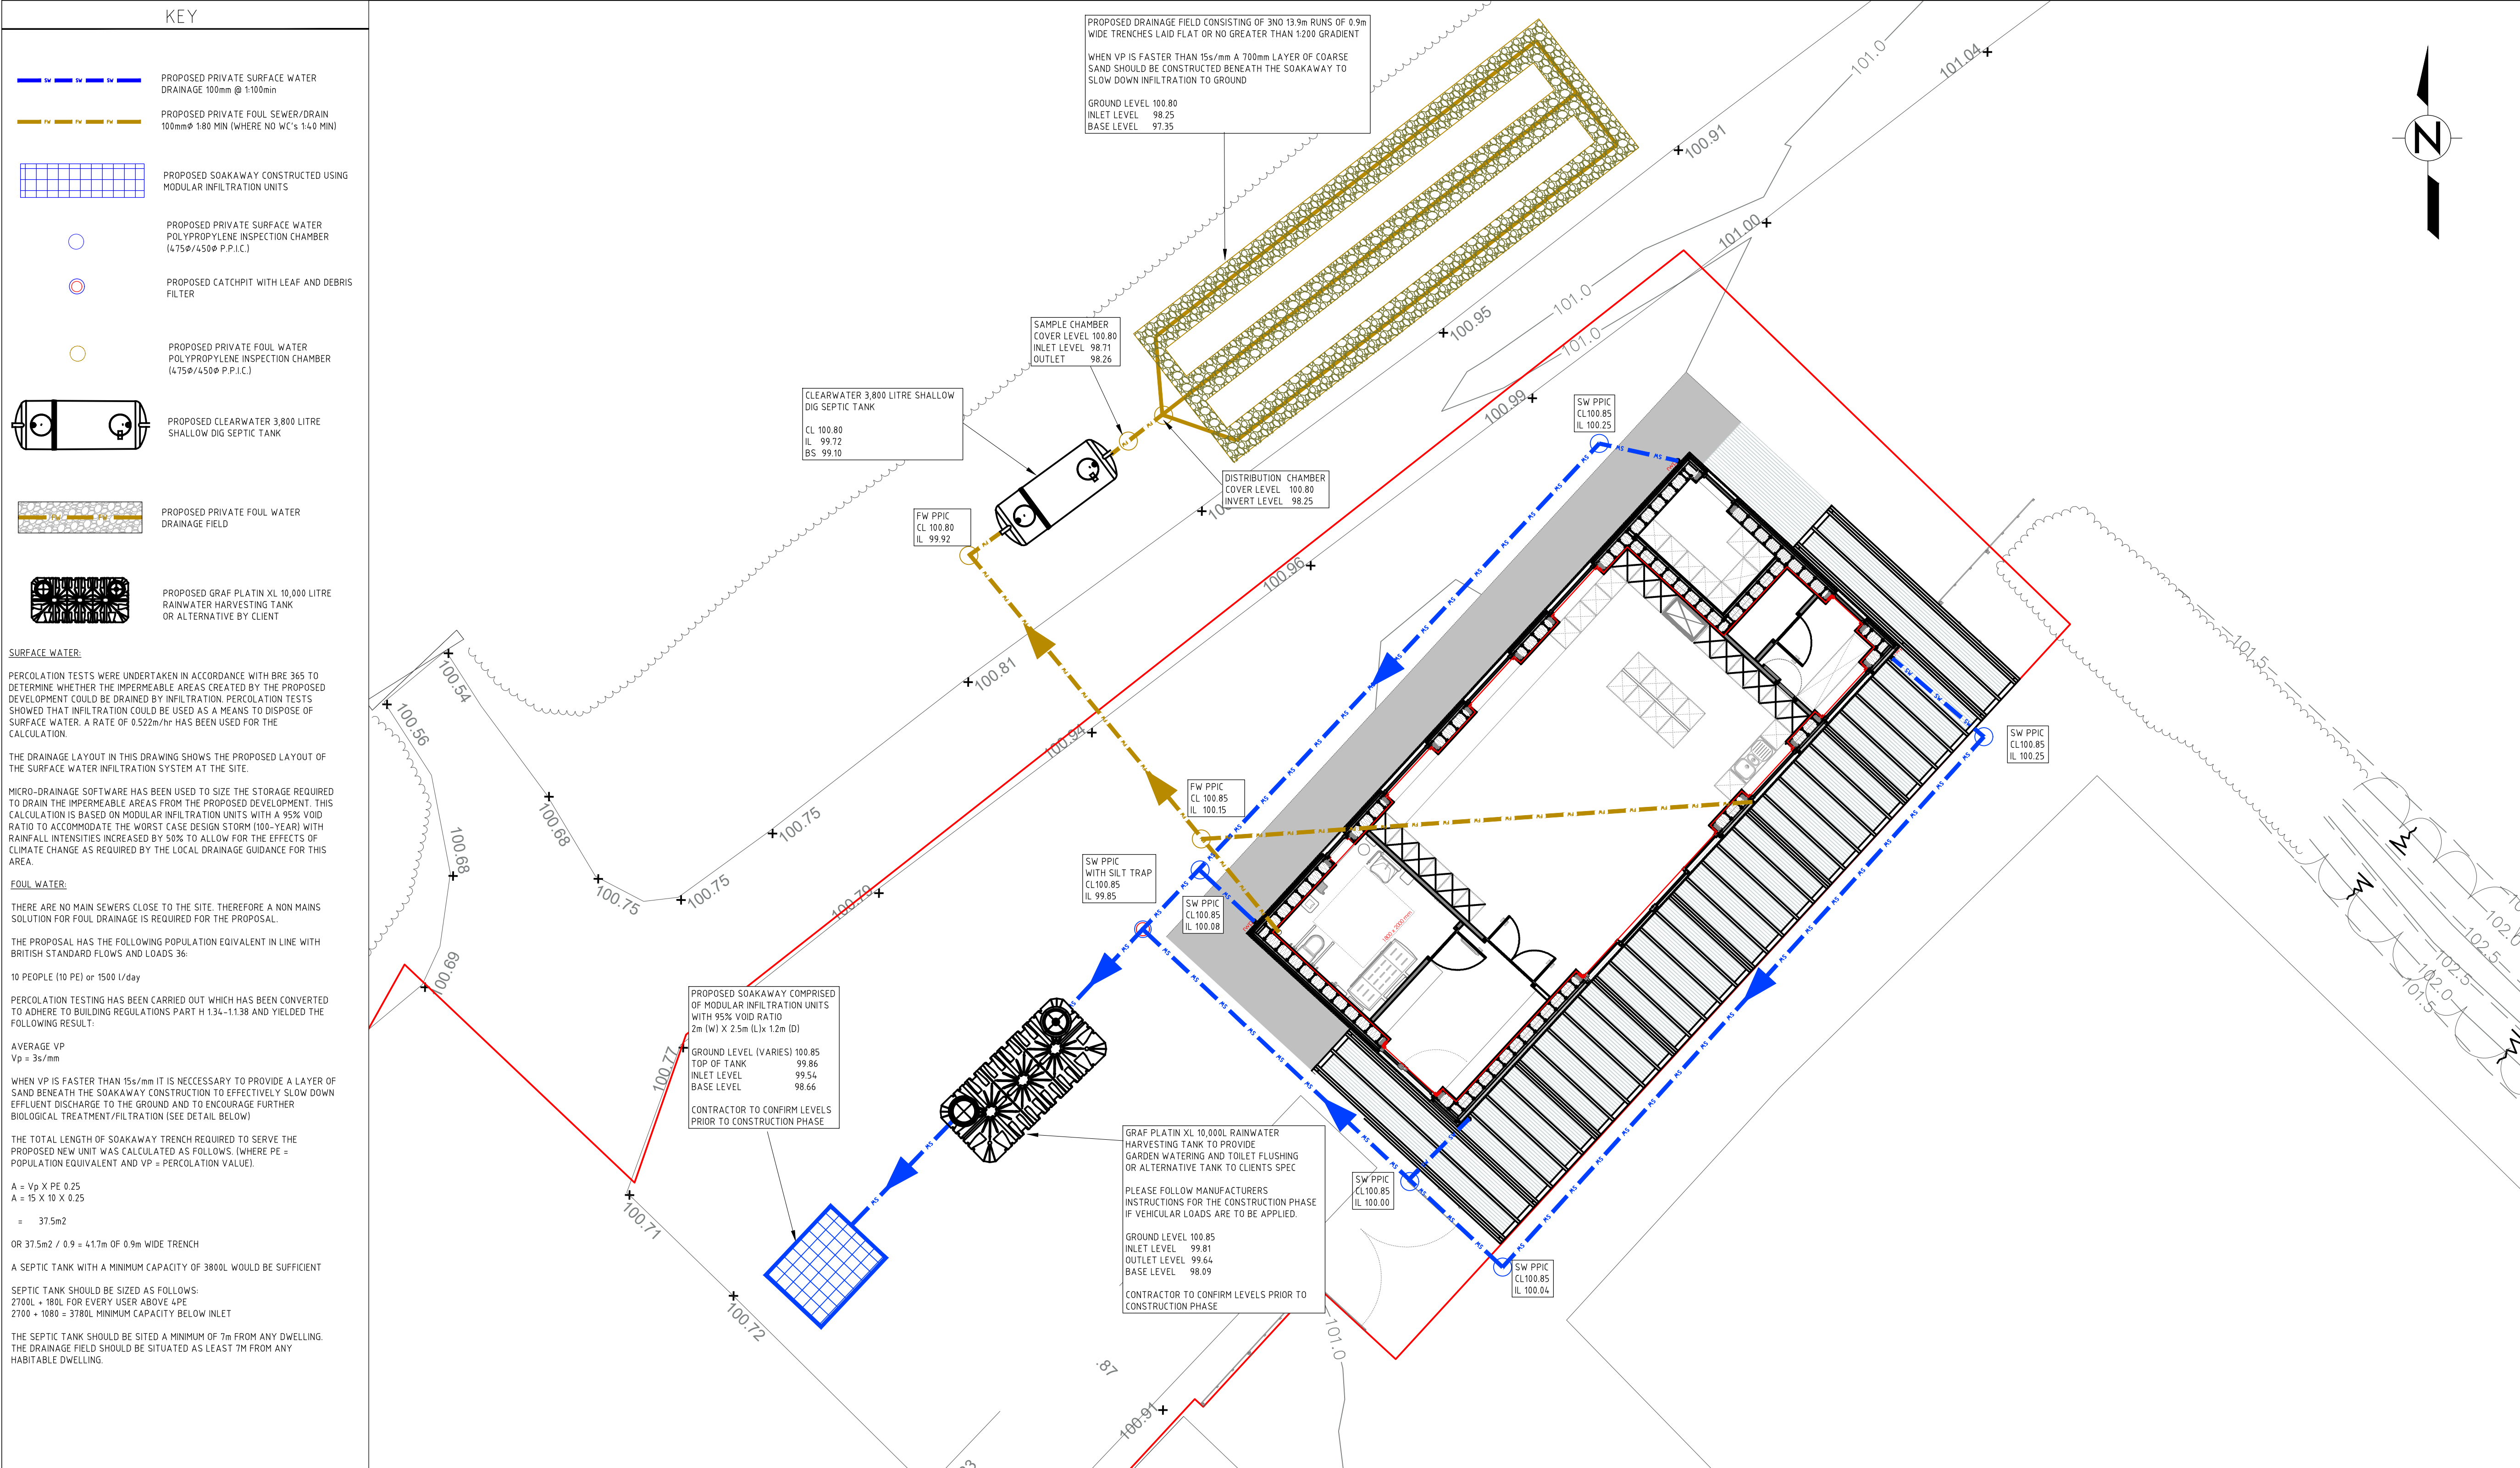 KEY
SW SW SW
PROPOSED PRIVATE SURFACE WATER
DRAINAGE 100mm @ 1:100min
FW FW FW
PROPOSED PRIVATE FOUL SEWER/DRAIN
100mmØ 1:80 MIN (WHERE NO WC's 1:40 MIN)
PROPOSED SOAKAWAY CONSTRUCTED USING
MODULAR INFILTRATION UNITS
PROPOSED PRIVATE SURFACE WATER
POLYPROPYLENE INSPECTION CHAMBER
(475Ø/450Ø P.P.I.C.)
PROPOSED CATCHPIT WITH LEAF AND DEBRIS
FILTER
PROPOSED PRIVATE FOUL WATER
POLYPROPYLENE INSPECTION CHAMBER
(475Ø/450Ø P.P.I.C.)
PROPOSED CLEARWATER 3,800 LITRE
SHALLOW DIG SEPTIC TANK
FW FW
PROPOSED PRIVATE FOUL WATER
DRAINAGE FIELD
PROPOSED GRAF PLATIN XL 10,000 LITRE
RAINWATER HARVESTING TANK
OR ALTERNATIVE BY CLIENT
SURFACE WATER:
PERCOLATION TESTS WERE UNDERTAKEN IN ACCORDANCE WITH BRE 365 TO
DETERMINE WHETHER THE IMPERMEABLE AREAS CREATED BY THE PROPOSED
DEVELOPMENT COULD BE DRAINED BY INFILTRATION. PERCOLATION TESTS
SHOWED THAT INFILTRATION COULD BE USED AS A MEANS TO DISPOSE OF
SURFACE WATER. A RATE OF 0.522m/hr HAS BEEN USED FOR THE
CALCULATION.
THE DRAINAGE LAYOUT IN THIS DRAWING SHOWS THE PROPOSED LAYOUT OF
THE SURFACE WATER INFILTRATION SYSTEM AT THE SITE.
MICRO-DRAINAGE SOFTWARE HAS BEEN USED TO SIZE THE STORAGE REQUIRED
TO DRAIN THE IMPERMEABLE AREAS FROM THE PROPOSED DEVELOPMENT. THIS
CALCULATION IS BASED ON MODULAR INFILTRATION UNITS WITH A 95% VOID
RATIO TO ACCOMMODATE THE WORST CASE DESIGN STORM (100-YEAR) WITH
RAINFALL INTENSITIES INCREASED BY 50% TO ALLOW FOR THE EFFECTS OF
CLIMATE CHANGE AS REQUIRED BY THE LOCAL DRAINAGE GUIDANCE FOR THIS
AREA.
FOUL WATER:
THERE ARE NO MAIN SEWERS CLOSE TO THE SITE. THEREFORE A NON MAINS
SOLUTION FOR FOUL DRAINAGE IS REQUIRED FOR THE PROPOSAL.
THE PROPOSAL HAS THE FOLLOWING POPULATION EQIVALENT IN LINE WITH
BRITISH STANDARD FLOWS AND LOADS 36:
10 PEOPLE (10 PE) or 1500 l/day
PERCOLATION TESTING HAS BEEN CARRIED OUT WHICH HAS BEEN CONVERTED
TO ADHERE TO BUILDING REGULATIONS PART H 1.34-1.1.38 AND YIELDED THE
FOLLOWING RESULT:
AVERAGE VP
Vp = 3s/mm
WHEN VP IS FASTER THAN 15s/mm IT IS NECCESSARY TO PROVIDE A LAYER OF
SAND BENEATH THE SOAKAWAY CONSTRUCTION TO EFFECTIVELY SLOW DOWN
EFFLUENT DISCHARGE TO THE GROUND AND TO ENCOURAGE FURTHER
BIOLOGICAL TREATMENT/FILTRATION (SEE DETAIL BELOW)
THE TOTAL LENGTH OF SOAKAWAY TRENCH REQUIRED TO SERVE THE
PROPOSED NEW UNIT WAS CALCULATED AS FOLLOWS. (WHERE PE =
POPULATION EQUIVALENT AND VP = PERCOLATION VALUE).
A = Vp X PE 0.25
A = 15 X 10 X 0.25
= 37.5m2
OR 37.5m2 / 0.9 = 41.7m OF 0.9m WIDE TRENCH
A SEPTIC TANK WITH A MINIMUM CAPACITY OF 3800L WOULD BE SUFFICIENT
SEPTIC TANK SHOULD BE SIZED AS FOLLOWS:
2700L + 180L FOR EVERY USER ABOVE 4PE
2700 + 1080 = 3780L MINIMUM CAPACITY BELOW INLET
THE SEPTIC TANK SHOULD BE SITED A MINIMUM OF 7m FROM ANY DWELLING.
THE DRAINAGE FIELD SHOULD BE SITUATED AS LEAST 7M FROM ANY
HABITABLE DWELLING.
PROPOSED DRAINAGE FIELD CONSISTING OF 3NO 13.9m RUNS OF 0.9m
WIDE TRENCHES LAID FLAT OR NO GREATER THAN 1:200 GRADIENT
WHEN VP IS FASTER THAN 15s/mm A 700mm LAYER OF COARSE
SAND SHOULD BE CONSTRUCTED BENEATH THE SOAKAWAY TO
SLOW DOWN INFILTRATION TO GROUND
GROUND LEVEL 100.80
INLET LEVEL 98.25
BASE LEVEL 97.35
SAMPLE CHAMBER
COVER LEVEL 100.80
INLET LEVEL 98.71
OUTLET 98.26
CLEARWATER 3,800 LITRE SHALLOW
DIG SEPTIC TANK
CL 100.80
IL 99.72
BS 99.10
DISTRIBUTION CHAMBER
COVER LEVEL 100.80
INVERT LEVEL 98.25
FW PPIC
CL 100.80
IL 99.92
SW PPIC
CL100.85
IL 100.25
N
101.0
101.04
100.91
101.00
101.0
101.0
100.95
100.99
100.96
100.81
100.94
100.54
100.56
100.68
100.68
100.75
100.75
100.75
100.79
100.69
100.77
100.71
100.72
.87
100.91
101.0
FW PPIC
CL 100.85
IL 100.15
SW PPIC
WITH SILT TRAP
CL100.85
IL 99.85
SW PPIC
CL100.85
IL 100.08
1800 x 2000 mm
SW PPIC
CL100.85
IL 100.25
101.5
102.0
102.5
102.5
102.0
101.5
PROPOSED SOAKAWAY COMPRISED
OF MODULAR INFILTRATION UNITS
WITH 95% VOID RATIO
2m (W) X 2.5m (L)x 1.2m (D)
GROUND LEVEL (VARIES) 100.85
TOP OF TANK 99.86
INLET LEVEL 99.54
BASE LEVEL 98.66
CONTRACTOR TO CONFIRM LEVELS
PRIOR TO CONSTRUCTION PHASE
GRAF PLATIN XL 10,000L RAINWATER
HARVESTING TANK TO PROVIDE
GARDEN WATERING AND TOILET FLUSHING
OR ALTERNATIVE TANK TO CLIENTS SPEC
PLEASE FOLLOW MANUFACTURERS
INSTRUCTIONS FOR THE CONSTRUCTION PHASE
IF VEHICULAR LOADS ARE TO BE APPLIED.
GROUND LEVEL 100.85
INLET LEVEL 99.81
OUTLET LEVEL 99.64
BASE LEVEL 98.09
CONTRACTOR TO CONFIRM LEVELS PRIOR TO
CONSTRUCTION PHASE
SW PPIC
CL100.85
IL 100.00
SW PPIC
CL100.85
IL 100.04